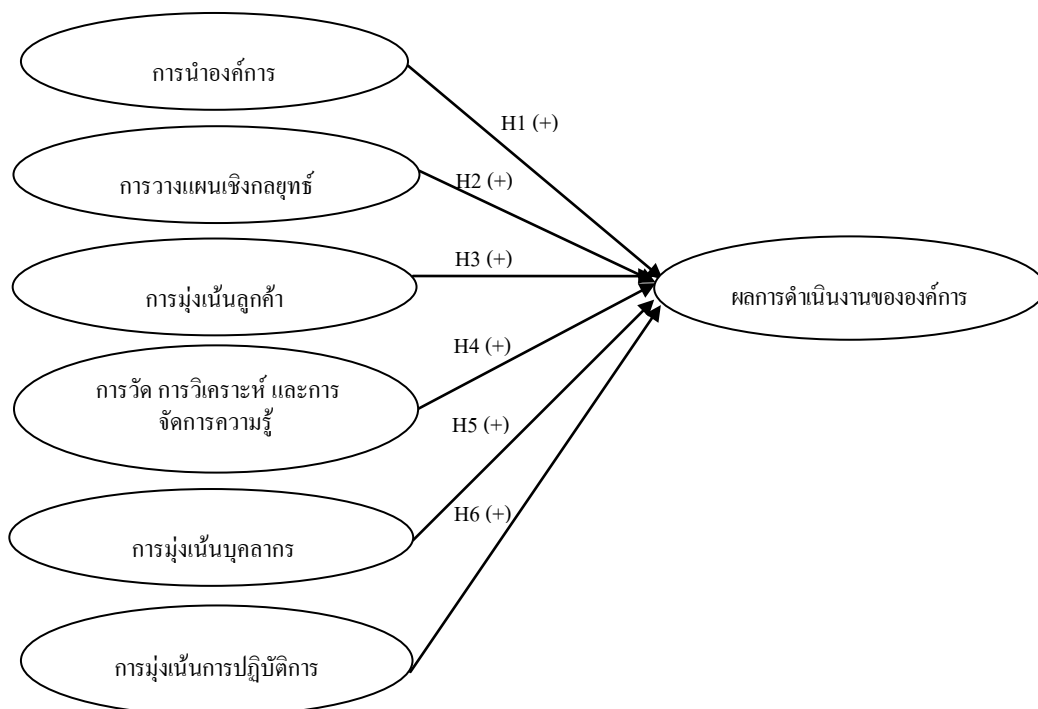 การนำองค์การ
H1 (+)
การวางแผนเชิงกลยุทธ์
H2 (+)
การมุ่งเน้นลูกค้า
H3 (+)
ผลการดำเนินงานขององค์การ
การวัด การวิเคราะห์ และการ
จัดการความรู้
H4 (+)
H5 (+)
การมุ่งเน้นบุคลากร
H6 (+)
การมุ่งเน้นการปฏิบัติการ